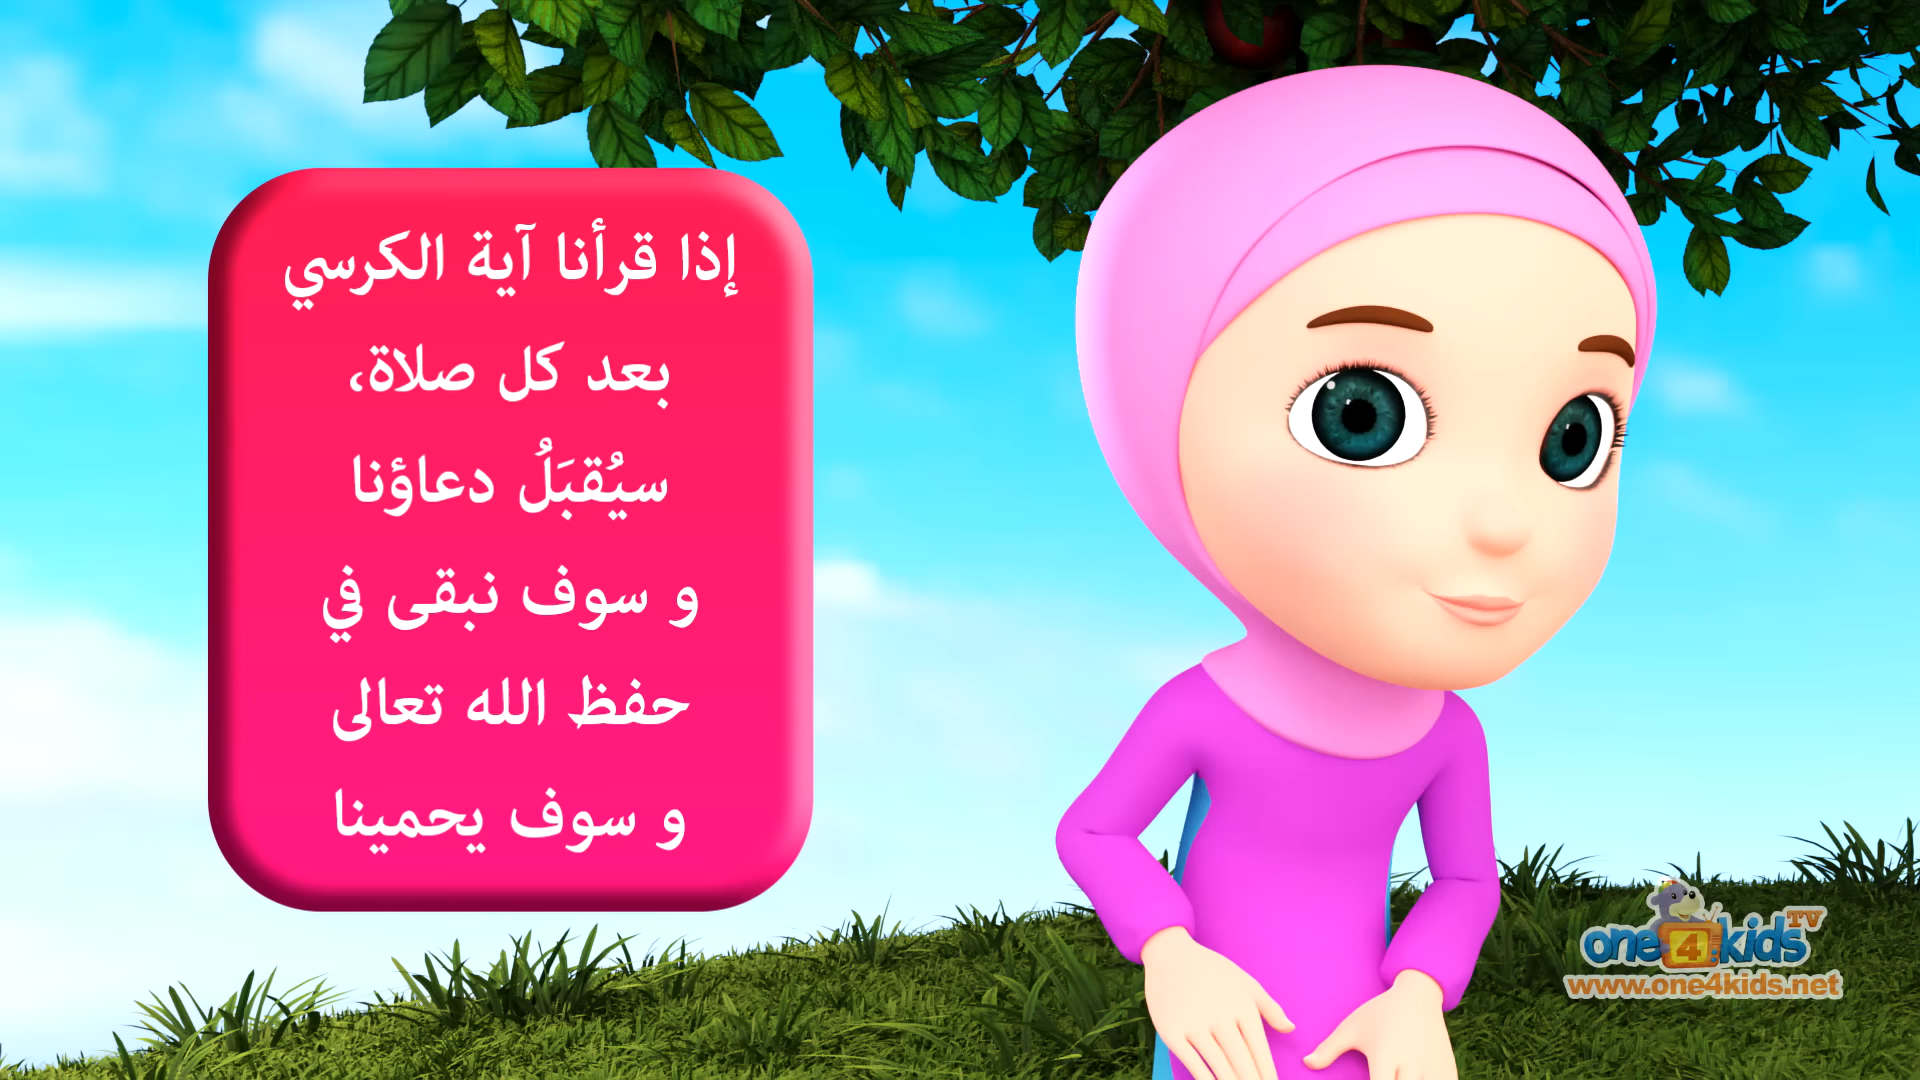 إذا قرأنا آية الكرسي
بعد كل صلاة،
سيُقبَلُ دعاؤنا
و سوف نبقى في
حفظ الله تعالى
و سوف يحمينا
one4kids TV
www.one4kids.net